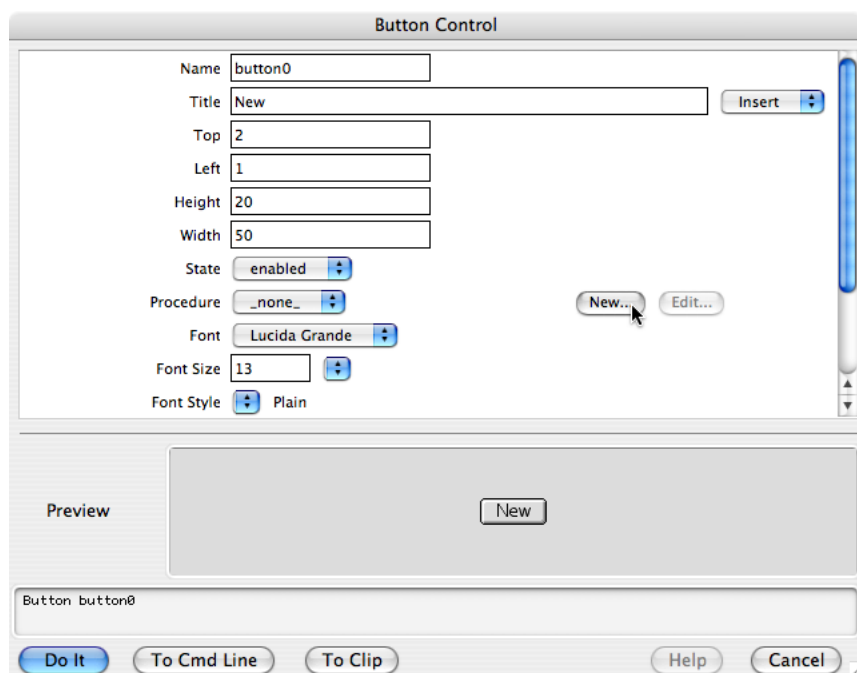 Button Control
Name button0
Title New Insert
Top 2
Left 1
Height 20
Width 50
State enabled
Procedure _none_ New... Edit...
Font Lucida Grande
Font Size 13
Font Style Plain
Preview New
Button button0
Do It To Cmd Line To Clip Help Cancel